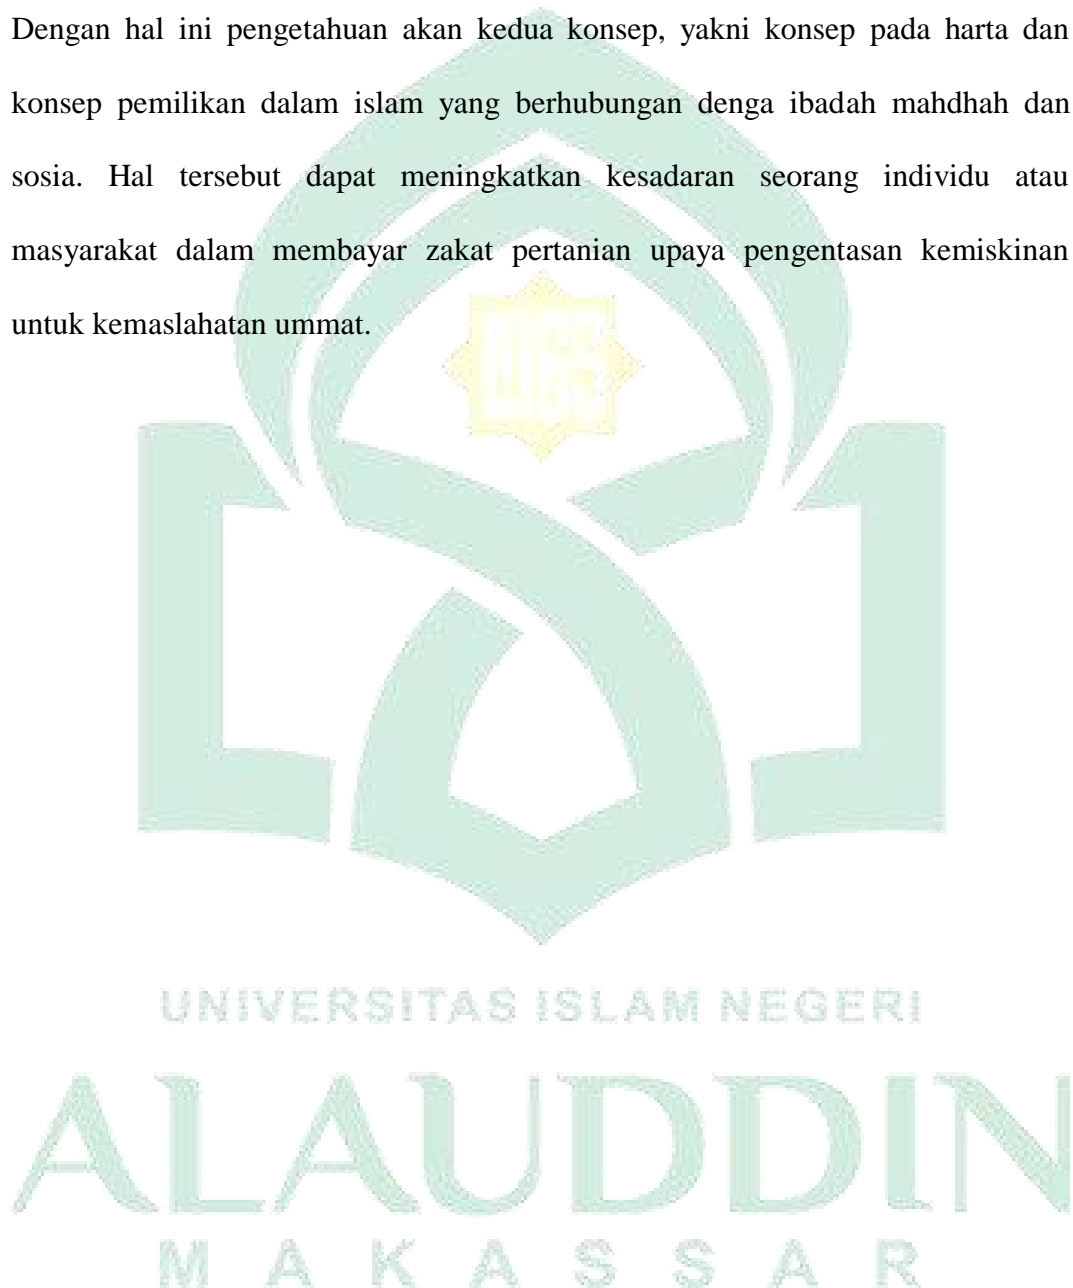 Dengan hal ini pengetahuan akan kedua konsep, yakni konsep pada harta dan
konsep pemilikan dalam islam yang berhubungan denga ibadah mahdhah dan
sosia. Hal tersebut dapat meningkatkan kesadaran seorang individu atau
masyarakat dalam membayar zakat pertanian upaya pengentasan kemiskinan
untuk kemaslahatan ummat.
UNIVERSITAS ISLAM NEGERI
ALAUDDIN
MAKASSAR